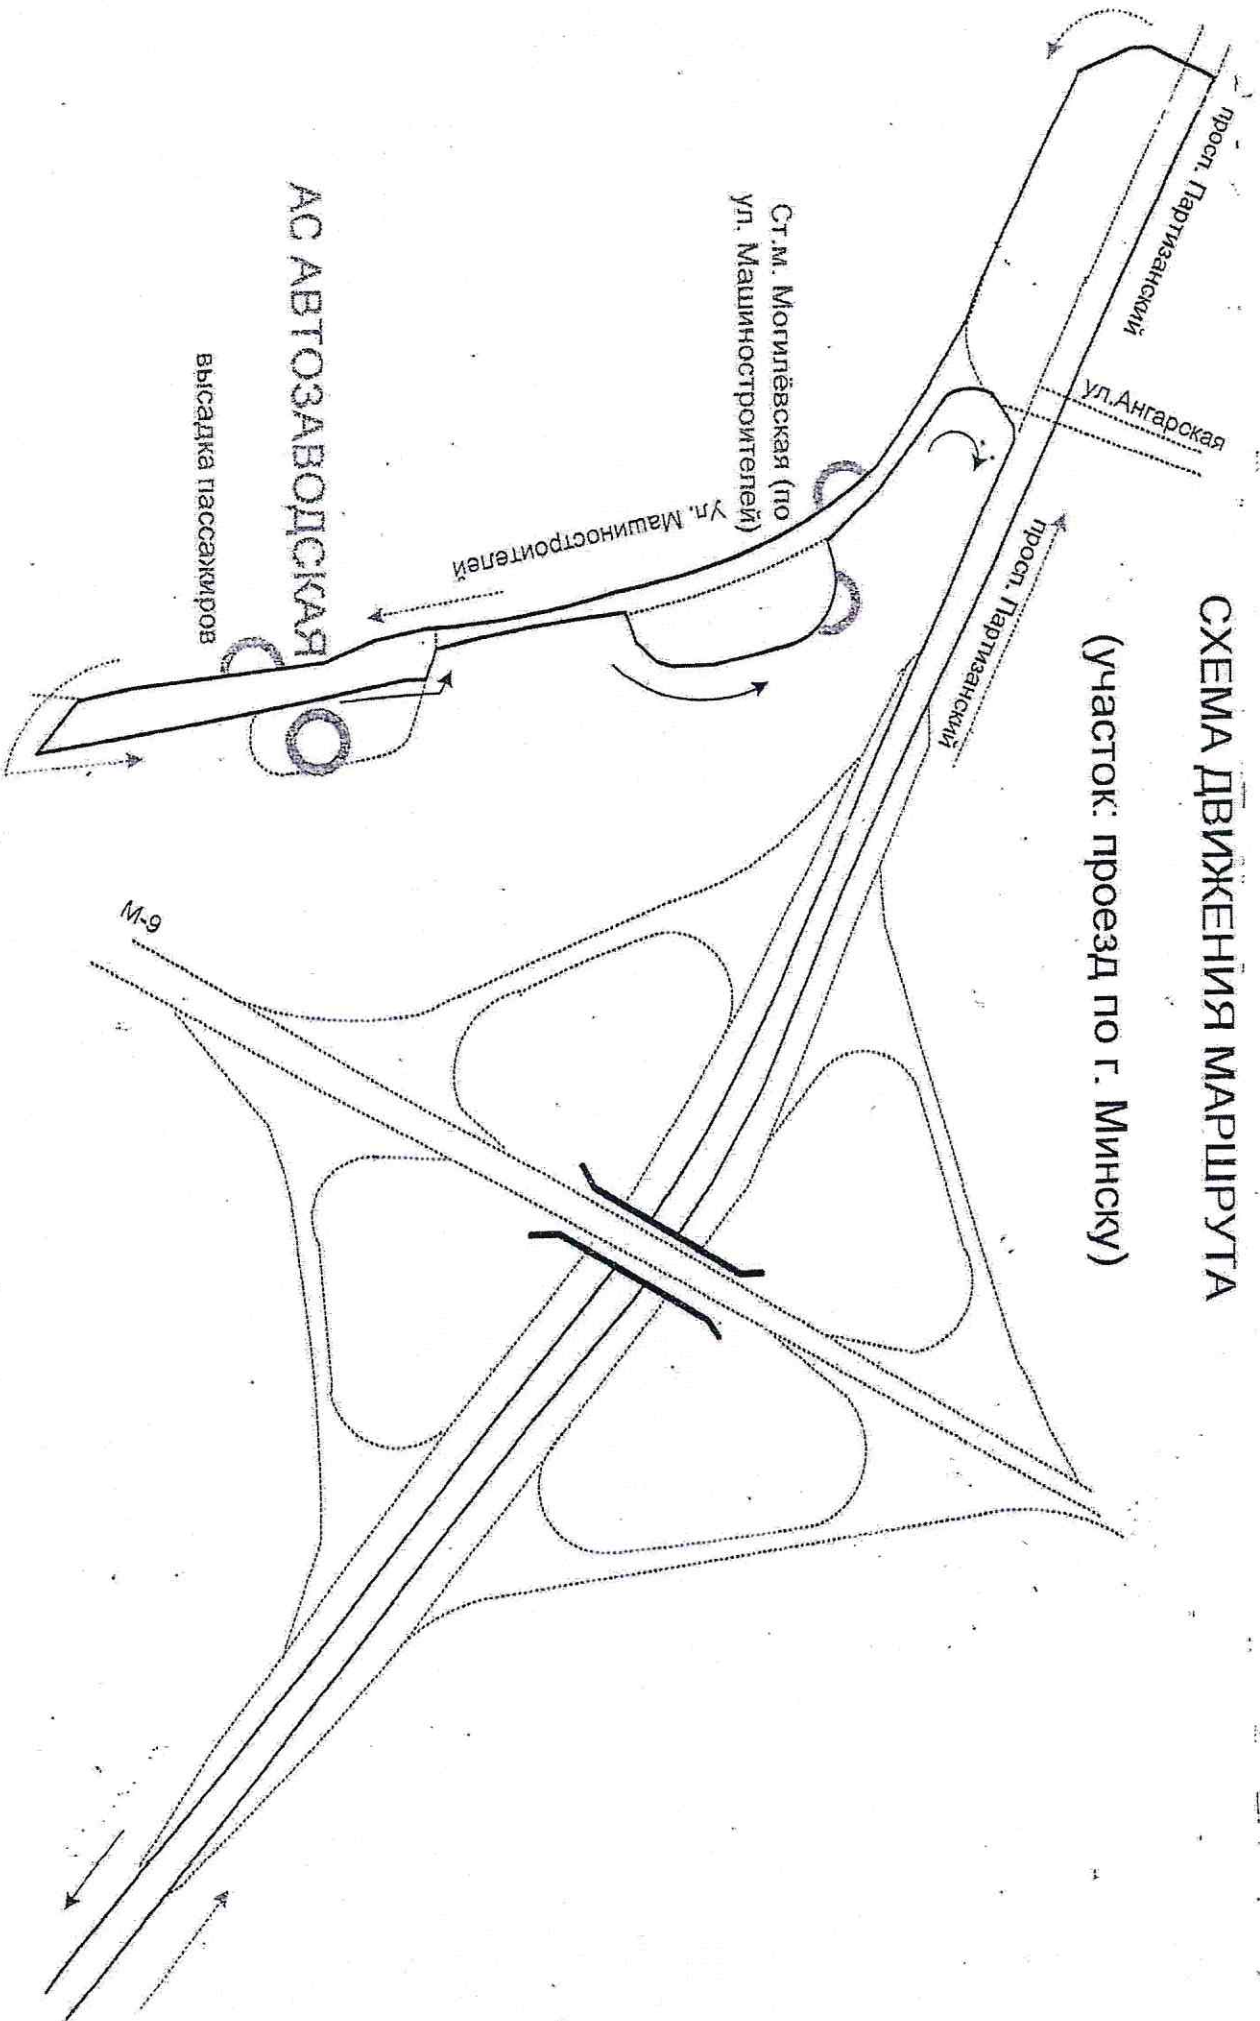 СХЕМА ДВИЖЕНИЯ МАРШРУТА
(участок: проезд по г. Минску)
просп. Партизанский
ул.Ангарская
просп. Партизанский
Ст.м. Могилёвская (по
ул. Машиностроителей)
Ул. Машиностроителей
АС АВТОЗАВОДСКАЯ
высадка пассажиров
М-9